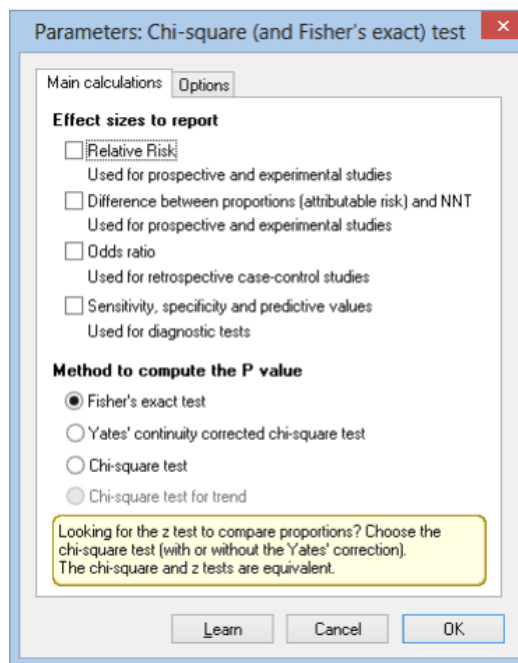 Parameters: Chi-square (and Fisher's exact) test
Main calculations
Options
Effect sizes to report
Relative Risk
Used for prospective and experimental studies
Difference between proportions (attributable risk) and NNT
Used for prospective and experimental studies
Odds ratio
Used for retrospective case-control studies
Sensitivity, specificity and predictive values
Used for diagnostic tests
Method to compute the P value
Fisher's exact test
Yates' continuity corrected chi-square test
Chi-square test
Chi-square test for trend
Looking for the z test to compare proportions? Choose the
chi-square test (with or without the Yates' correction).
The chi-square and z tests are equivalent.
Learn
Cancel
OK